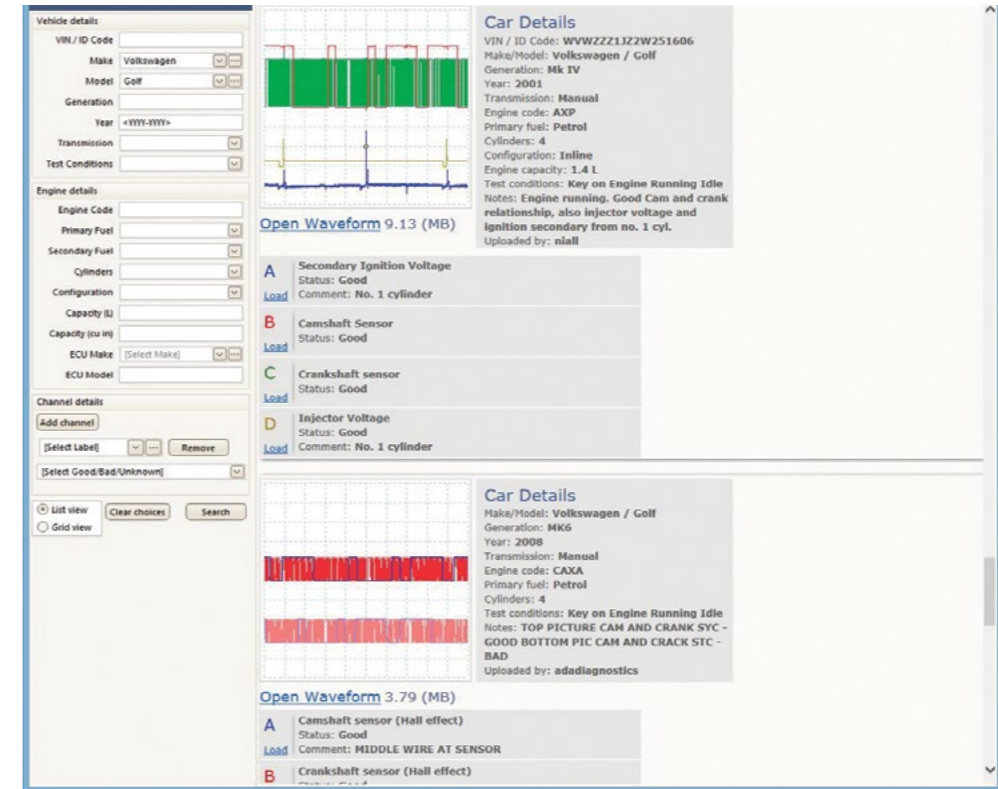 Vehicle details
VIN / ID Code
Make Volkswagen
Model Golf
Generation
Year <YYYY-YYYY>
Transmission
Test Conditions
Engine details
Engine Code
Primary Fuel
Secondary Fuel
Cylinders
Configuration
Capacity (L)
Capacity (cu in)
ECU Make [Select Make]
ECU Model
Channel details
Add channel
[Select Label] Remove
[Select Good/Bad/Unknown]
List view
Grid view
Clear choices
Search
Car Details
VIN / ID Code: WVWZZZ1JZ2W251606
Make/Model: Volkswagen / Golf
Generation: Mk IV
Year: 2001
Transmission: Manual
Engine code: AXP
Primary fuel: Petrol
Cylinders: 4
Configuration: Inline
Engine capacity: 1.4 L
Test conditions: Key on Engine Running Idle
Notes: Engine running. Good Cam and crank
relationship, also injector voltage and
ignition secondary from no. 1 cyl.
Uploaded by: niall
Open Waveform 9.13 (MB)
A
Load
Secondary Ignition Voltage
Status: Good
Comment: No. 1 cylinder
B
Load
Camshaft Sensor
Status: Good
C
Load
Crankshaft sensor
Status: Good
D
Load
Injector Voltage
Status: Good
Comment: No. 1 cylinder
Car Details
Make/Model: Volkswagen / Golf
Generation: MK6
Year: 2008
Transmission: Manual
Engine code: CAXA
Primary fuel: Petrol
Cylinders: 4
Test conditions: Key on Engine Running Idle
Notes: TOP PICTURE CAM AND CRANK SYC -
GOOD BOTTOM PIC CAM AND CRACK STC -
BAD
Uploaded by: adadiagnostics
Open Waveform 3.79 (MB)
A
Load
Camshaft sensor (Hall effect)
Status: Good
Comment: MIDDLE WIRE AT SENSOR
B
Crankshaft sensor (Hall effect)